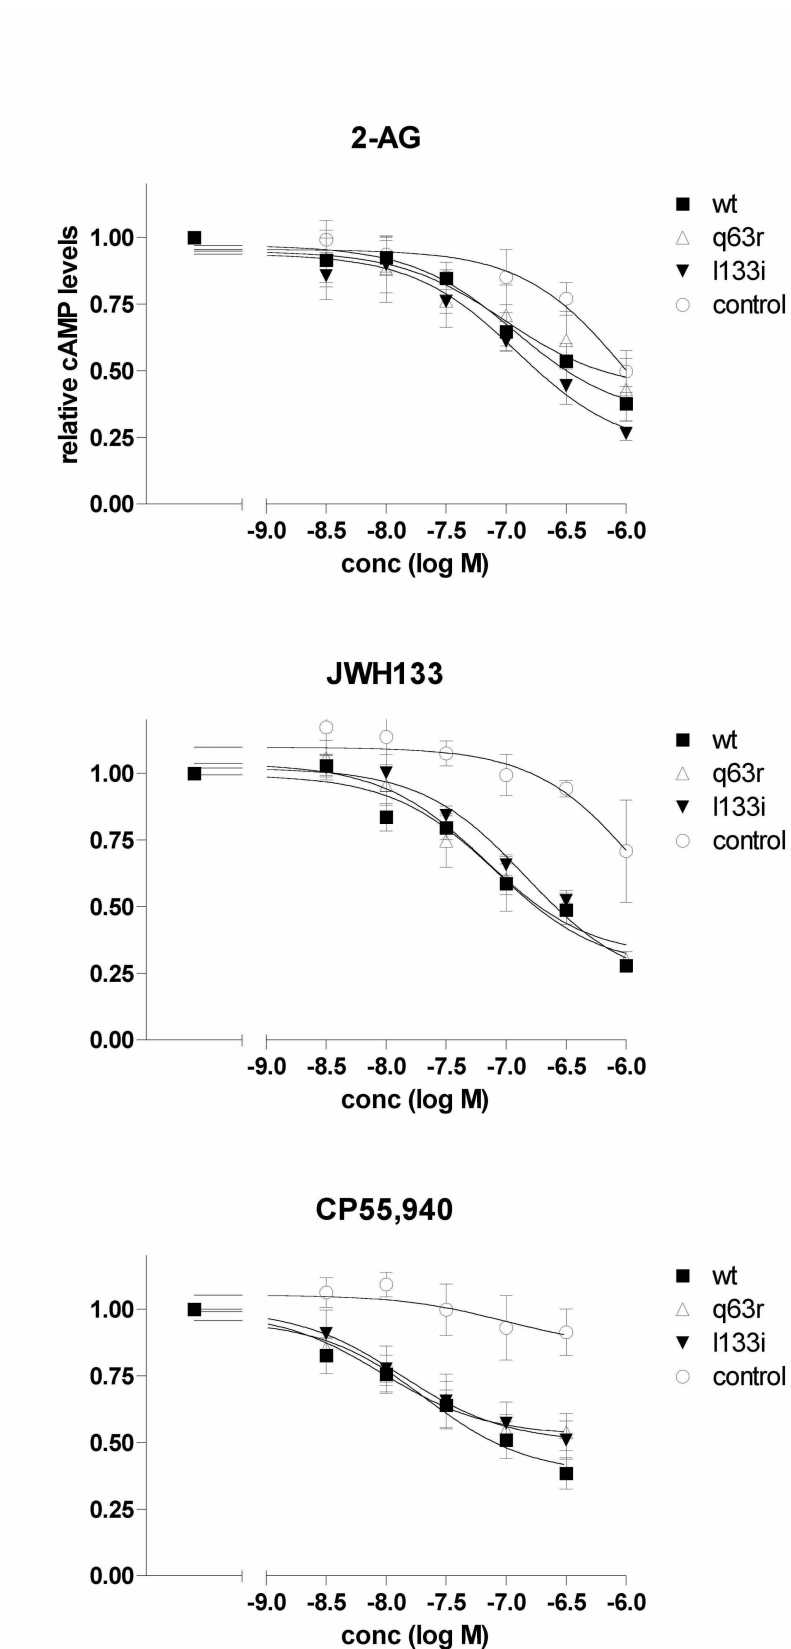 2-AG
1.00
0.75
0.50
0.25
0.00
relative cAMP levels
-9.0 -8.5 -8.0 -7.5 -7.0 -6.5 -6.0
conc (log M)
wt
q63r
l133i
control
JWH133
1.00
0.75
0.50
0.25
0.00
-9.0 -8.5 -8.0 -7.5 -7.0 -6.5 -6.0
conc (log M)
wt
q63r
l133i
control
CP55,940
1.00
0.75
0.50
0.25
0.00
-9.0 -8.5 -8.0 -7.5 -7.0 -6.5 -6.0
conc (log M)
wt
q63r
l133i
control